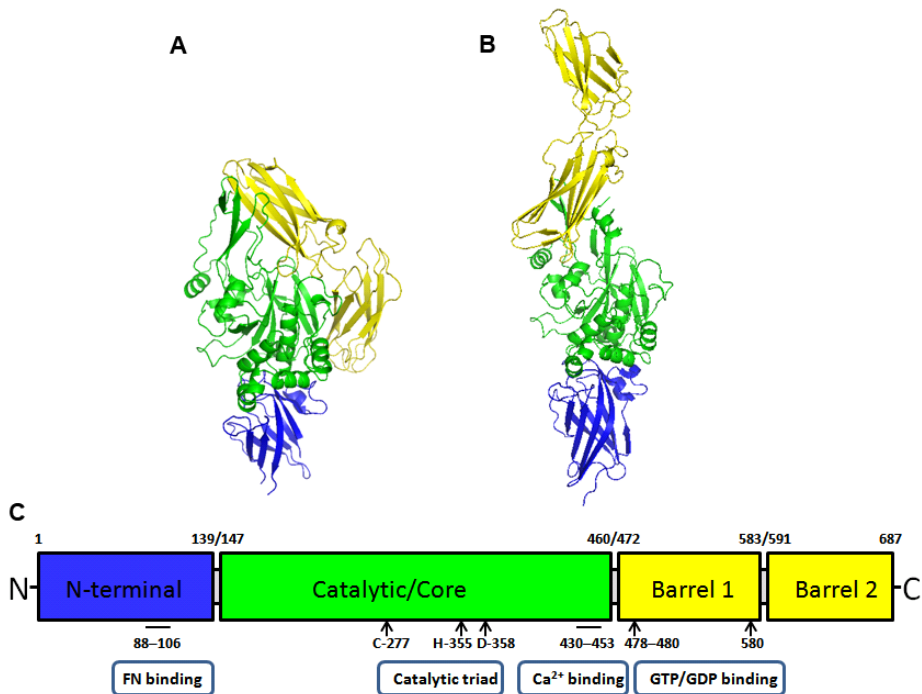 A B
C
1 139/147 460/472 583/591 687
N N-terminal Catalytic/Core Barrel 1 Barrel 2 C
88–106 C-277 H-355 D-358 430–453 478–480 580
FN binding Catalytic triad Ca²⁺ binding GTP/GDP binding